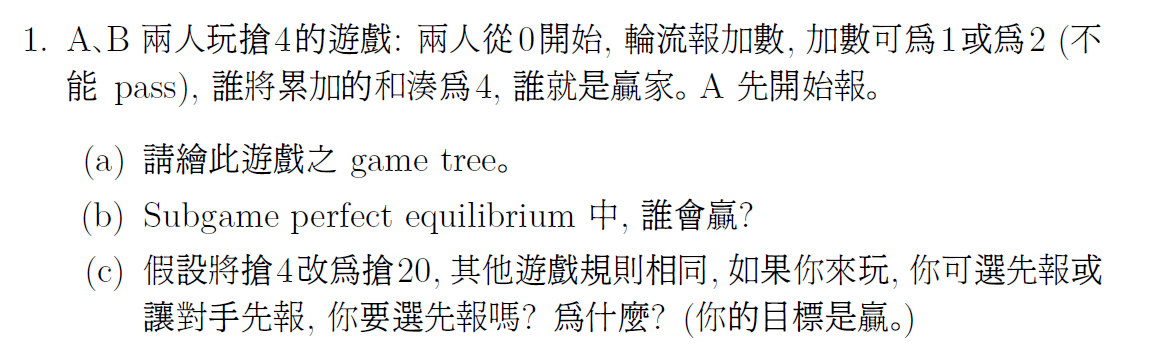 1. A、B 兩人玩搶4的遊戲: 兩人從0開始, 輪流報加數, 加數可為1或為2 (不
能 pass), 誰將累加的和湊為4, 誰就是贏家。A 先開始報。
(a) 請繪此遊戲之 game tree。
(b) Subgame perfect equilibrium 中, 誰會贏?
(c) 假設將搶4改為搶20, 其他遊戲規則相同, 如果你來玩, 你可選先報或
讓對手先報, 你要選先報嗎? 為什麼? (你的目標是贏。)